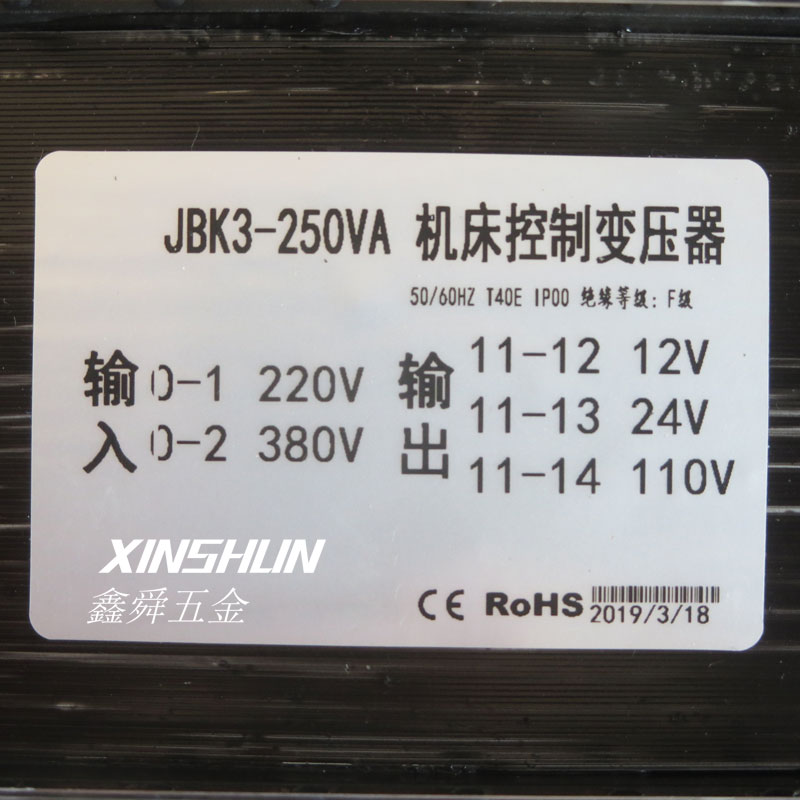 JBK3-250VA 机床控制变压器
50/60HZ T40E IP00 绝缘等级: F级
输入
0-1 220V
0-2 380V
输出
11-12 12V
11-13 24V
11-14 110V
XINSHUN
鑫舜五金
CE RoHS
2019/3/18